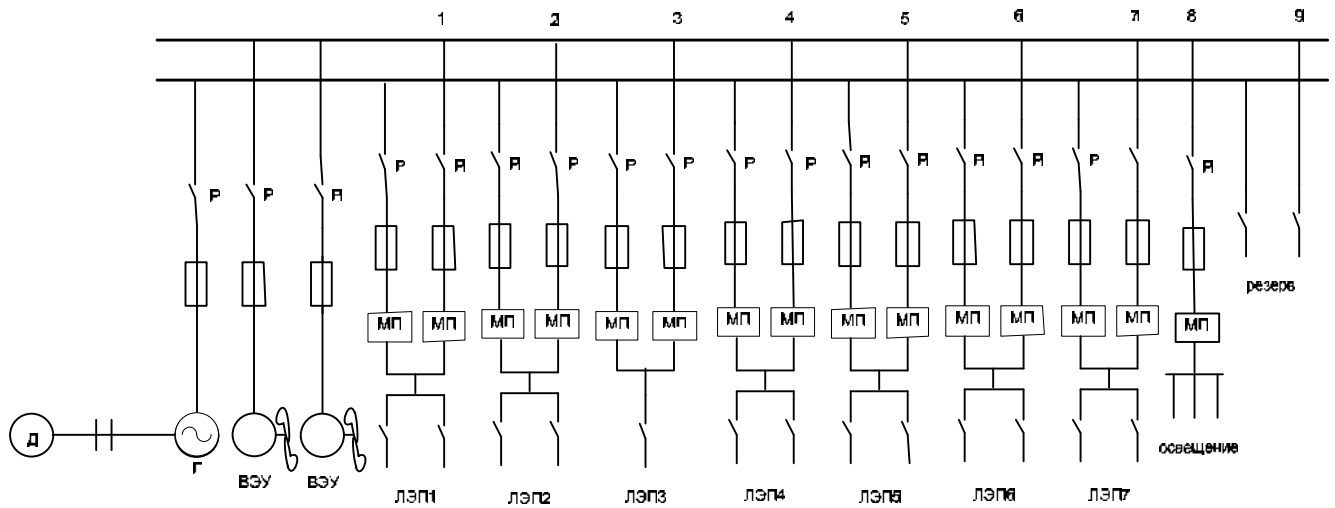 1 2 3 4 5 6 7 8 9
Р Р Р Р Р Р Р Р Р Р Р Р Р Р
Р Р Р
резерв
МП МП МП МП МП МП МП МП МП МП МП МП МП МП МП
Д
освещение
Г
ВЭУ ВЭУ
ЛЭП1 ЛЭП2 ЛЭП3 ЛЭП4 ЛЭП5 ЛЭП6 ЛЭП7